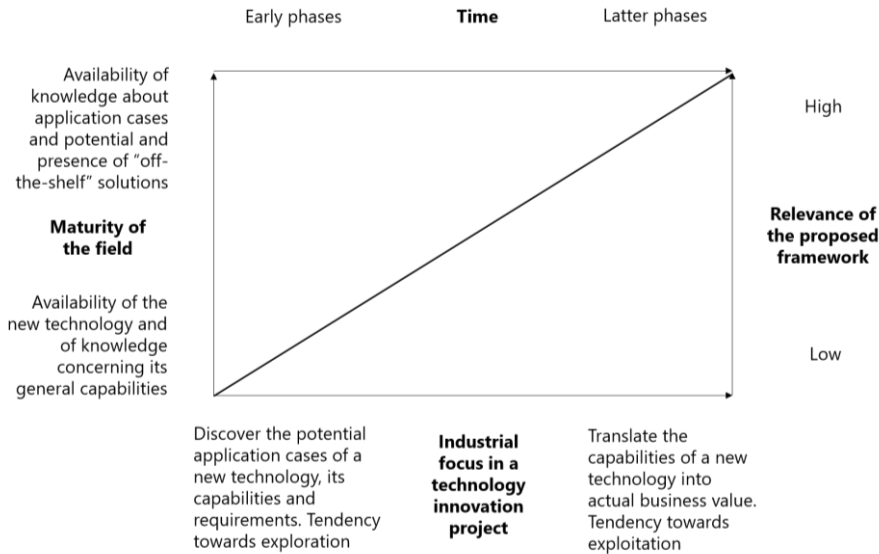 Early phases
Time
Latter phases
Availability of
knowledge about
application cases
and potential and
presence of "off-
the-shelf" solutions
High
Maturity of
the field
Relevance of
the proposed
framework
Availability of the
new technology and
of knowledge
concerning its
general capabilities
Low
Discover the potential
application cases of a
new technology, its
capabilities and
requirements. Tendency
towards exploration
Industrial
focus in a
technology
innovation
project
Translate the
capabilities of a new
technology into
actual business value.
Tendency towards
exploitation